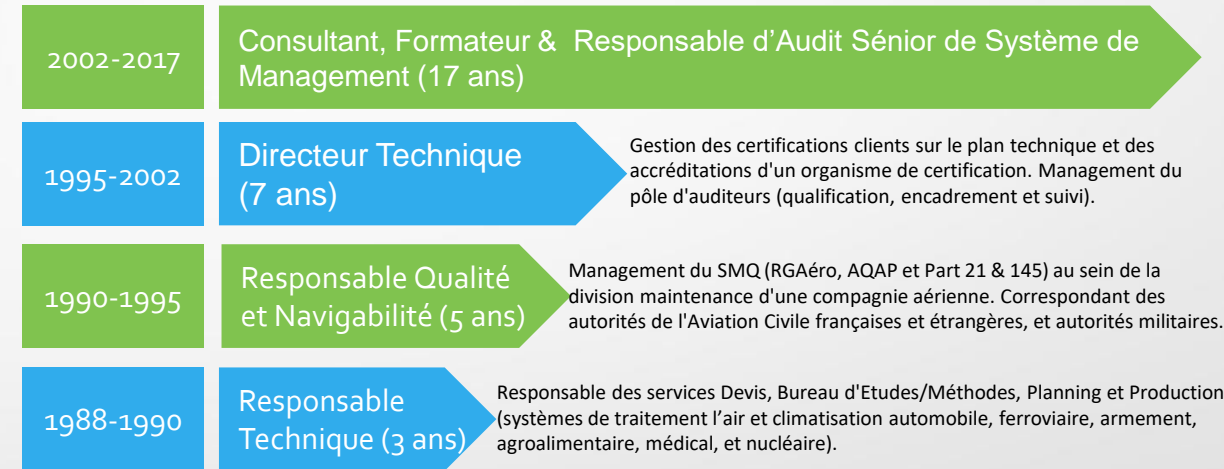 2002-2017
Consultant, Formateur & Responsable d’Audit Sénior de Système de
Management (17 ans)
1995-2002
Directeur Technique
(7 ans)
Gestion des certifications clients sur le plan technique et des
accréditations d'un organisme de certification. Management du
pôle d'auditeurs (qualification, encadrement et suivi).
1990-1995
Responsable Qualité
et Navigabilité (5 ans)
Management du SMQ (RGAéro, AQAP et Part 21 & 145) au sein de la
division maintenance d'une compagnie aérienne. Correspondant des
autorités de l'Aviation Civile françaises et étrangères, et autorités militaires.
1988-1990
Responsable
Technique (3 ans)
Responsable des services Devis, Bureau d'Etudes/Méthodes, Planning et Production
(systèmes de traitement l’air et climatisation automobile, ferroviaire, armement,
agroalimentaire, médical, et nucléaire).